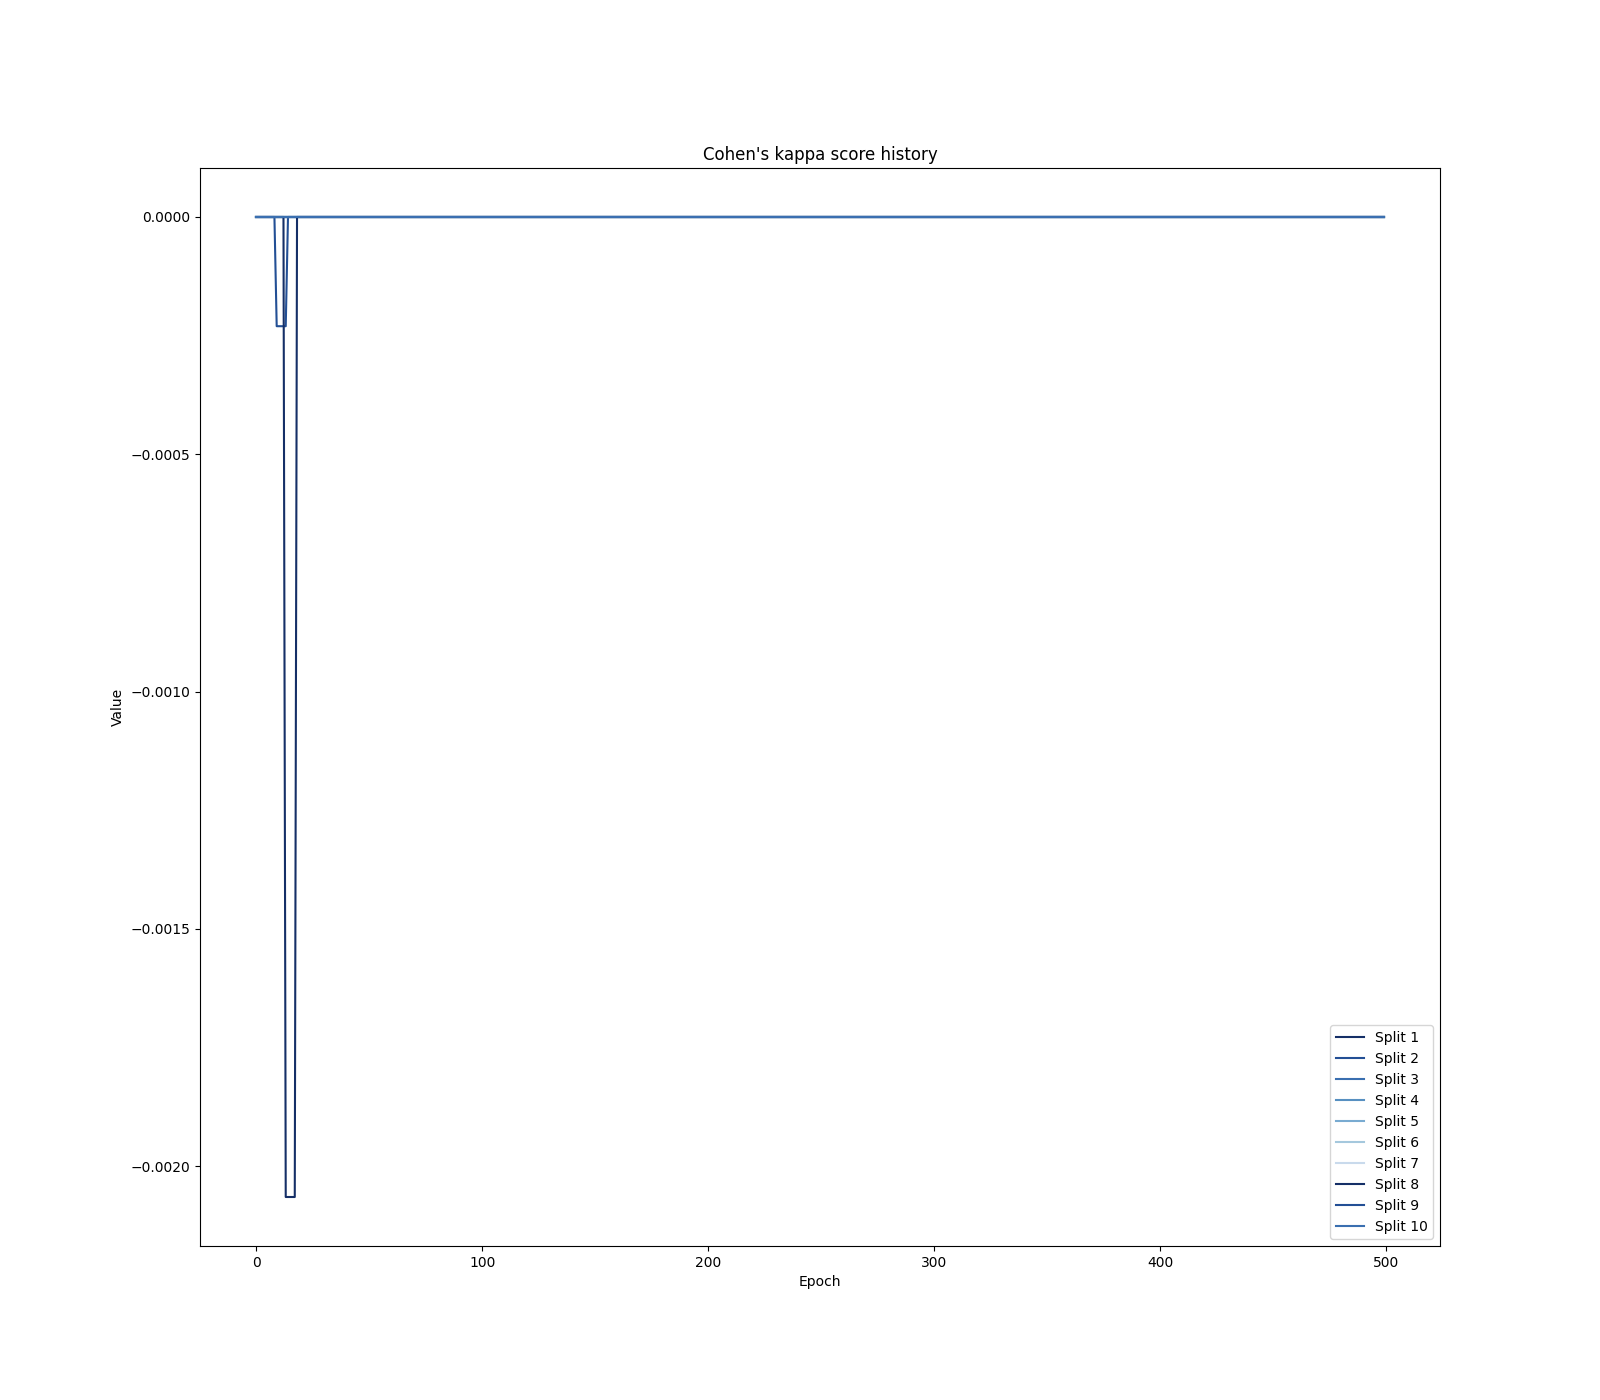 Cohen's kappa score history
0.0000
−0.0005
−0.0010
−0.0015
−0.0020
Value
0 100 200 300 400 500
Epoch
Split 1
Split 2
Split 3
Split 4
Split 5
Split 6
Split 7
Split 8
Split 9
Split 10